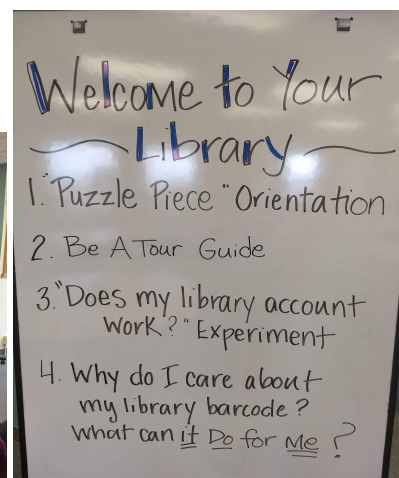 Welcome to Your
Library
1. "Puzzle Piece" Orientation
2. Be A Tour Guide
3. "Does my library account
work?" Experiment
4. Why do I care about
my library barcode?
What can it Do for Me?